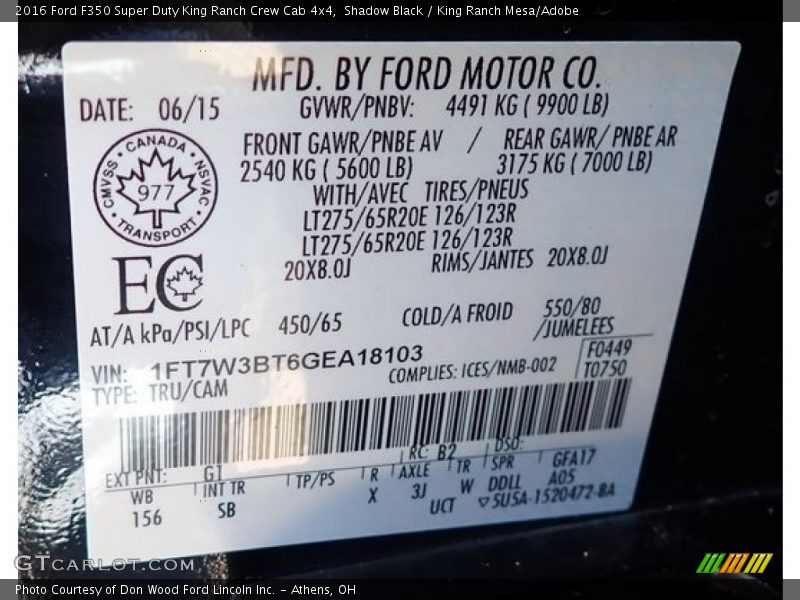 2016 Ford F350 Super Duty King Ranch Crew Cab 4x4, Shadow Black / King Ranch Mesa/Adobe
MFD. BY FORD MOTOR CO.
DATE: 06/15 GVWR/PNBV: 4491 KG ( 9900 LB)
FRONT GAWR/PNBE AV / REAR GAWR/ PNBE AR
2540 KG ( 5600 LB) 3175 KG ( 7000 LB)
WITH/AVEC TIRES/PNEUS
LT275/65R20E 126/123R
LT275/65R20E 126/123R
20X8.0J RIMS/JANTES 20X8.0J
CANADA
CMVSS 977 NSVAC
TRANSPORT
EC
AT/A kPa/PSI/LPC 450/65 COLD/A FROID 550/80
/JUMELEES
VIN: 1FT7W3BT6GEA18103
TYPE: TRU/CAM COMPLIES: ICES/NMB-002
F0449
T0750
EXT PNT: G1 RC: B2 DSO:
WB INT TR TP/PS R AXLE TR SPR GFA17
156 SB X 3J W DDLL A05
UCT ▽5U5A-1520472-BA
GTCARLOT.COM
Photo Courtesy of Don Wood Ford Lincoln Inc. - Athens, OH